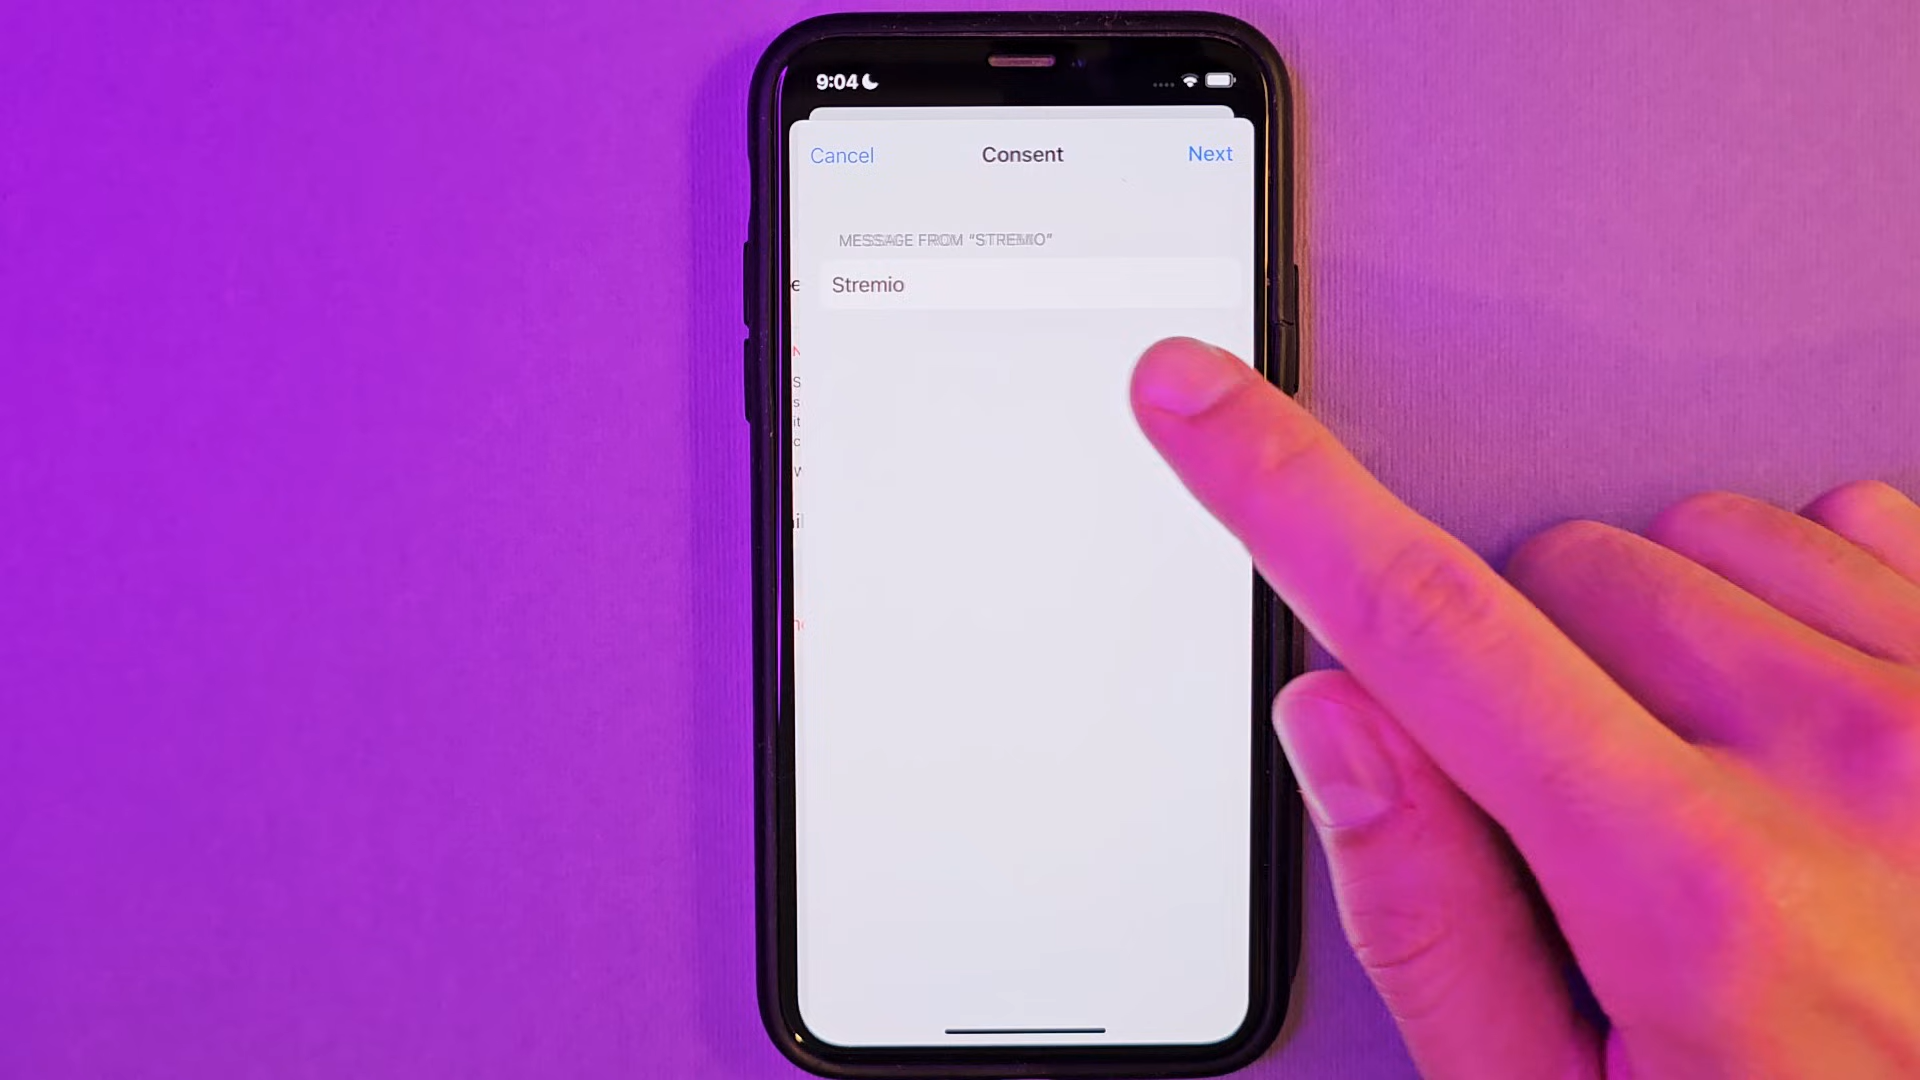 9:04
Cancel
Consent
Next
MESSAGE FROM “STREMIO”
Stremio